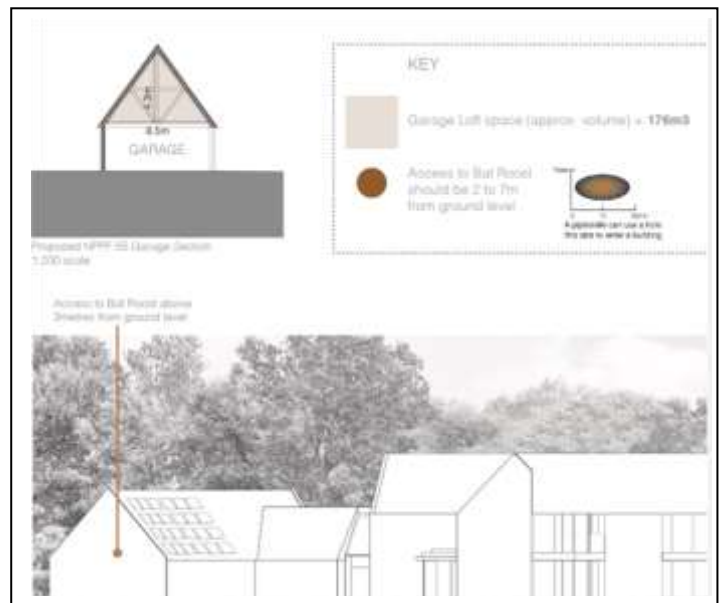 8.5m
GARAGE
Proposed NPPF 55 Garage Section
1:200 scale
KEY
Garage Loft space (approx. volume) = 176m3
Access to Bat Roost
should be 2 to 7m
from ground level
A pipistrelle can use a hole
this size to enter a building
Access to Bat Roost above
3metres from ground level